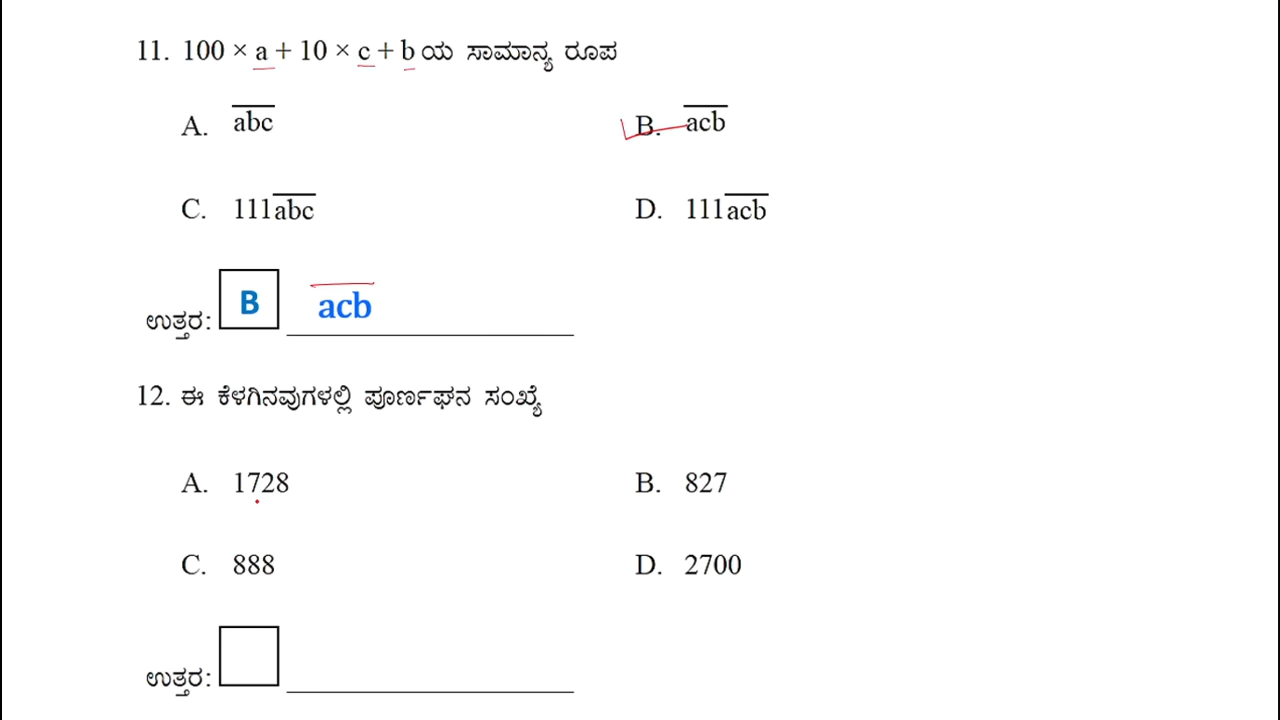 11. 100 × a + 10 × c + b ಯ ಸಾಮಾನ್ಯ ರೂಪ
A. abc B. acb
C. 111abc D. 111acb
ಉತ್ತರ: B acb
12. ಈ ಕೆಳಗಿನವುಗಳಲ್ಲಿ ಪೂರ್ಣಘನ ಸಂಖ್ಯೆ
A. 1728 B. 827
C. 888 D. 2700
ಉತ್ತರ: